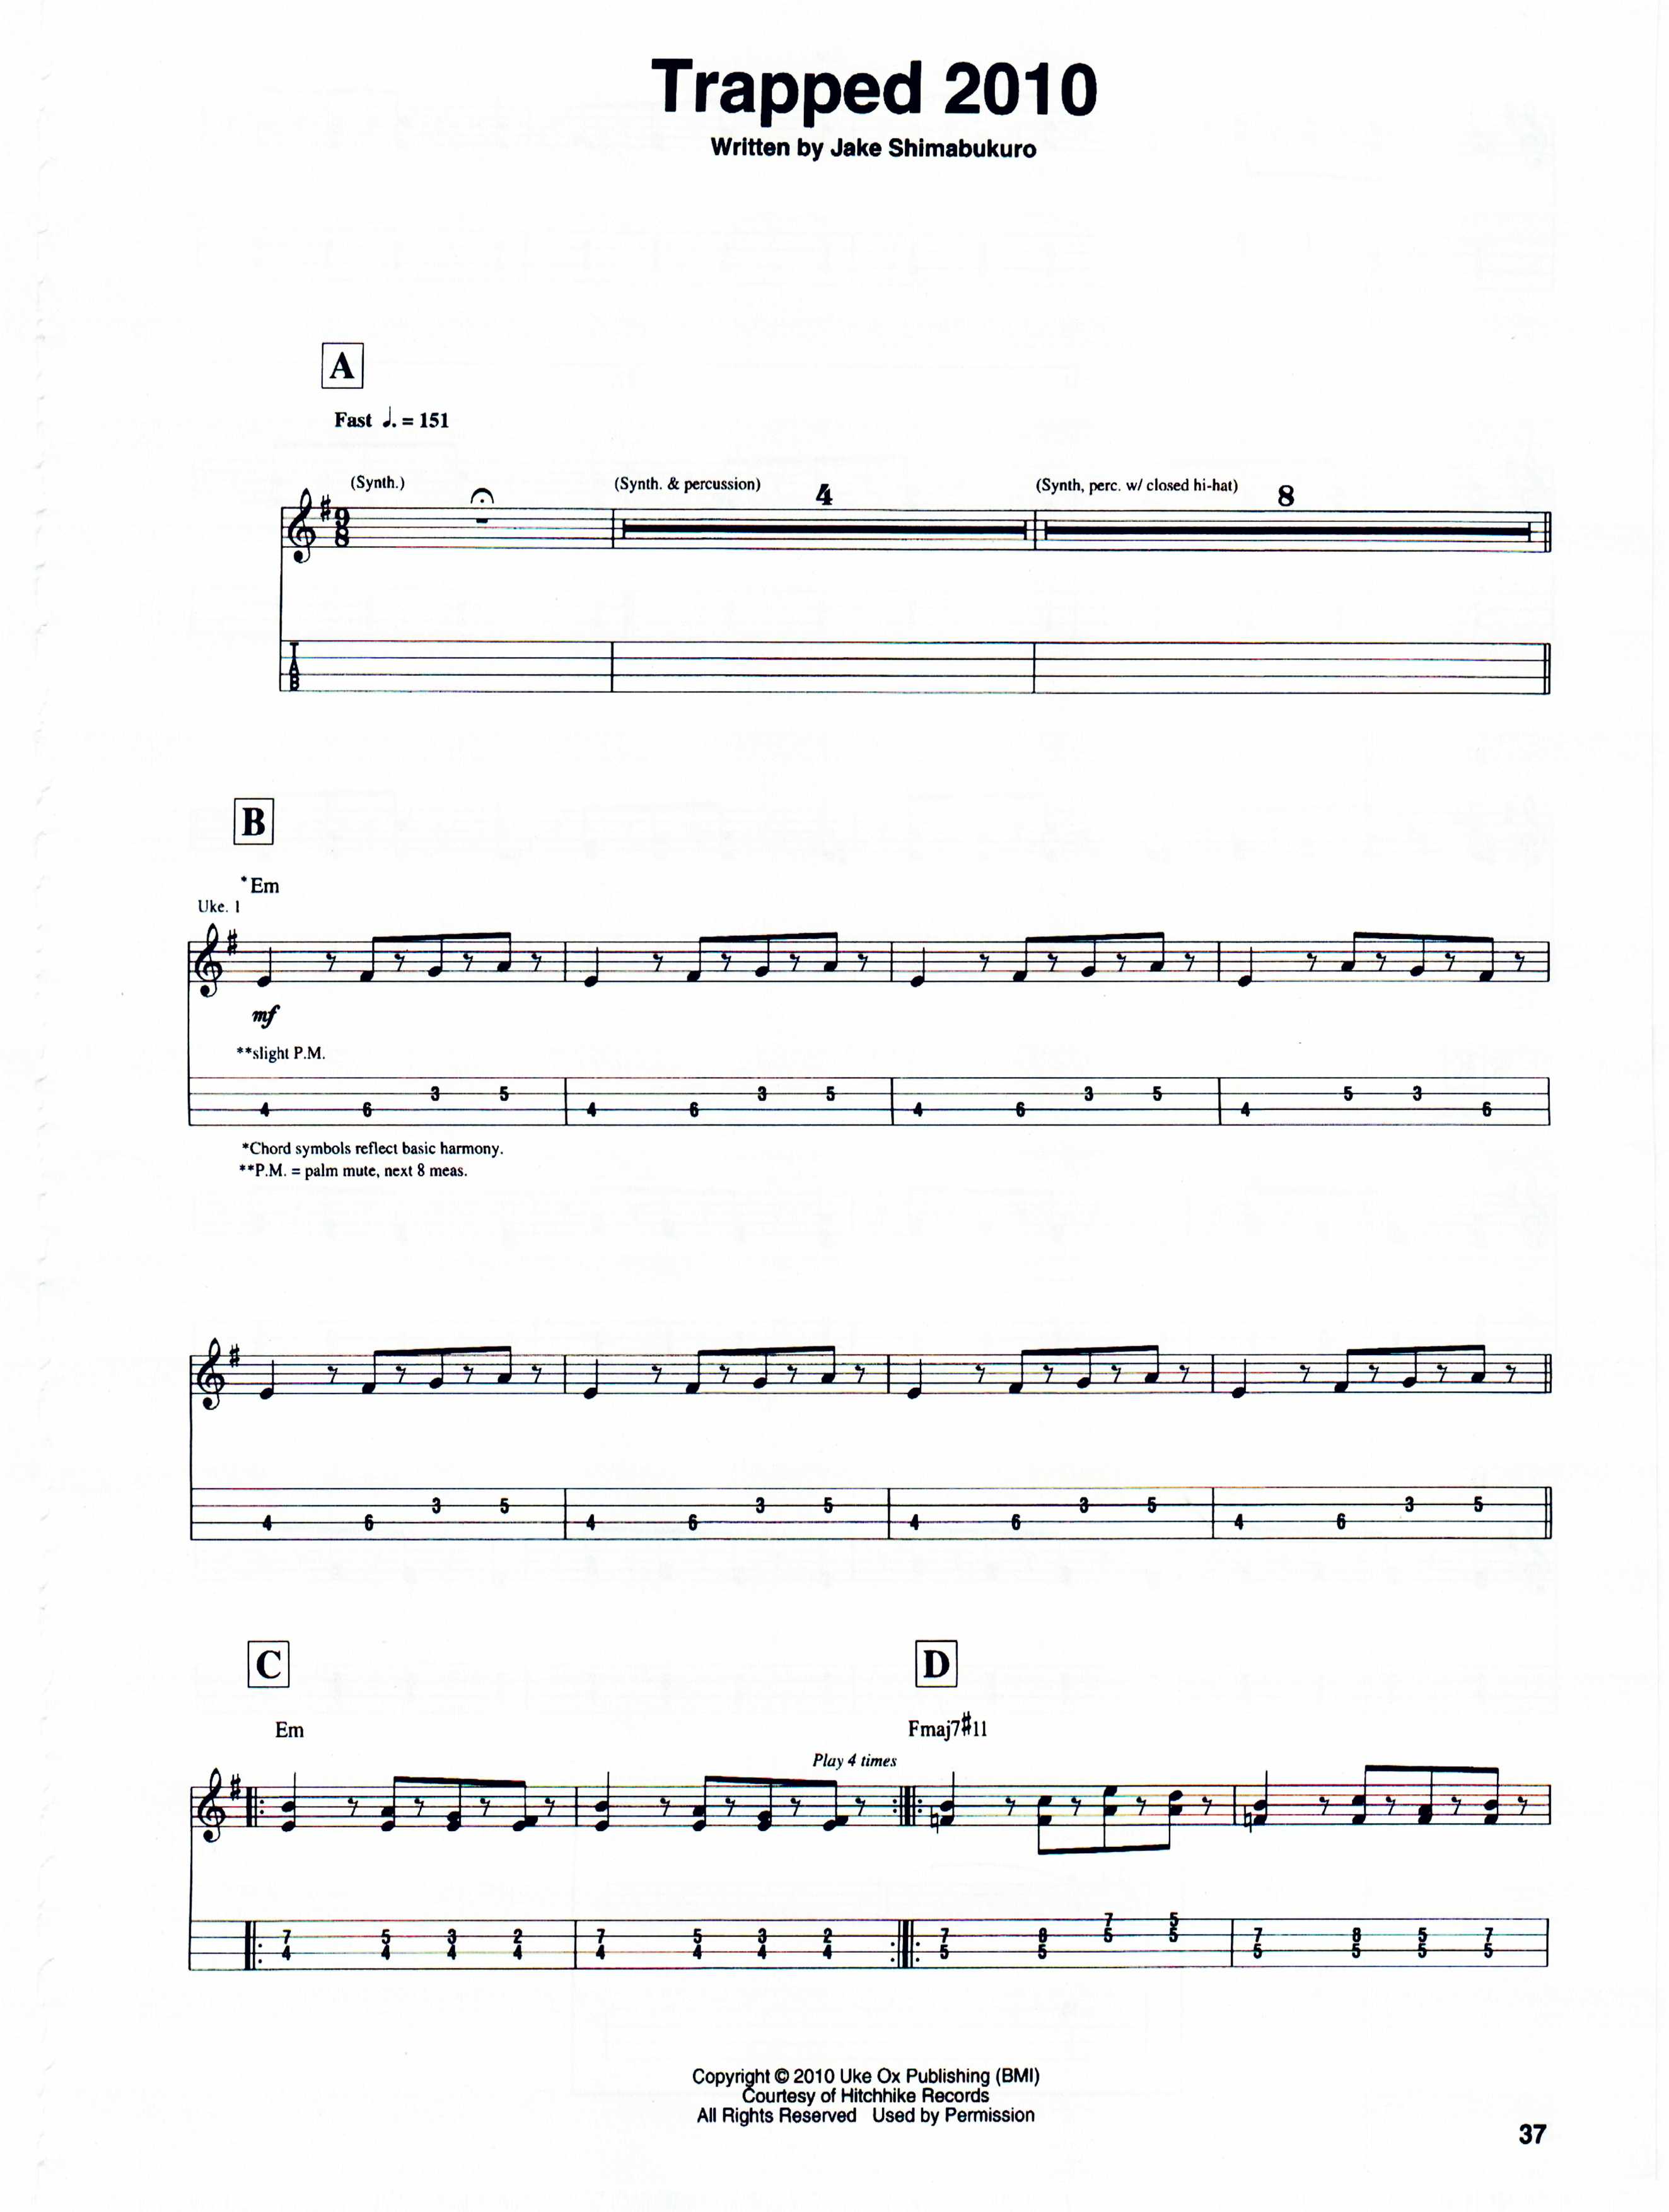 Trapped 2010
Written by Jake Shimabukuro
A
Fast ♩. = 151
(Synth.)
(Synth. & percussion)
4
(Synth, perc. w/ closed hi-hat)
8
9
8
T
A
B
B
*Em
Uke. 1
mf
**slight P.M.
4 6 3 5 4 6 3 5 4 6 3 5 4 5 3 6
*Chord symbols reflect basic harmony.
**P.M. = palm mute, next 8 meas.
4 6 3 5 4 6 3 5 4 6 3 5 4 6 3 5
C
D
Em
Fmaj7#11
Play 4 times
7 5 3 2 7 5 3 2 7 8 7 5 7 8 5 7
4 4 4 4 4 4 4 4 5 5 5 5 5 5 5 5
Copyright © 2010 Uke Ox Publishing (BMI)
Courtesy of Hitchhike Records
All Rights Reserved Used by Permission
37